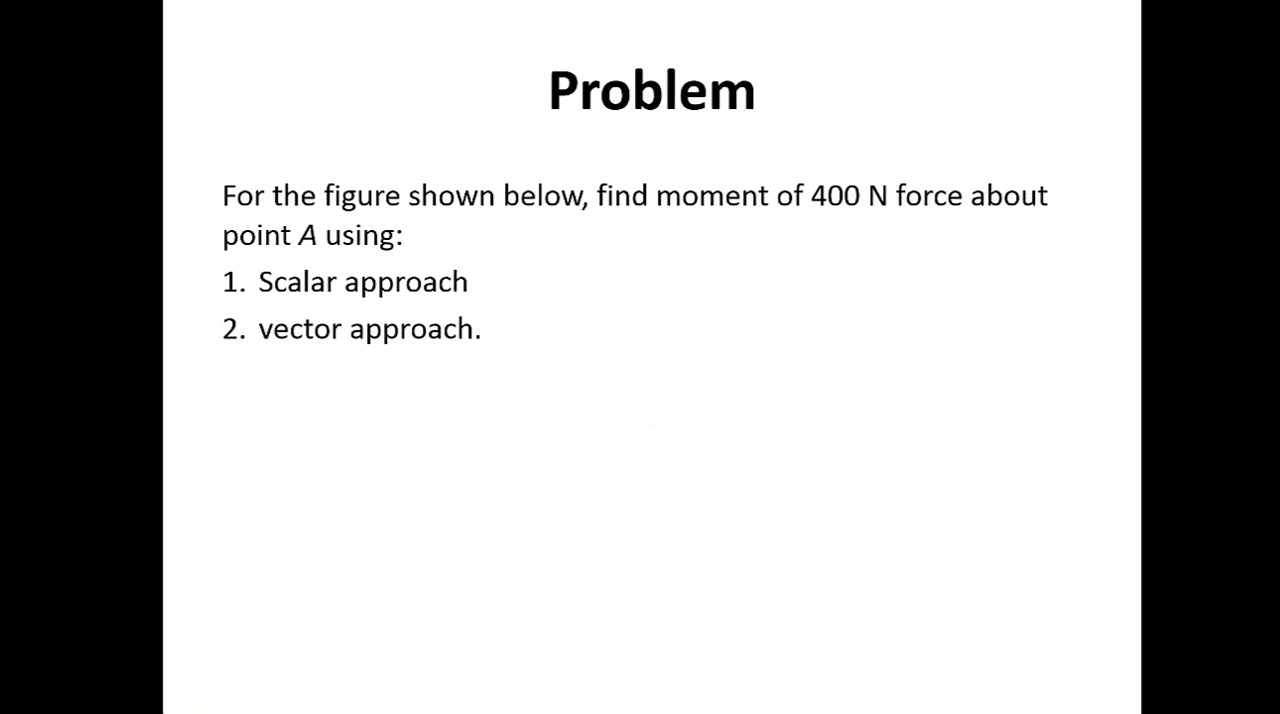 Problem
For the figure shown below, find moment of 400 N force about
point A using:
1. Scalar approach
2. vector approach.